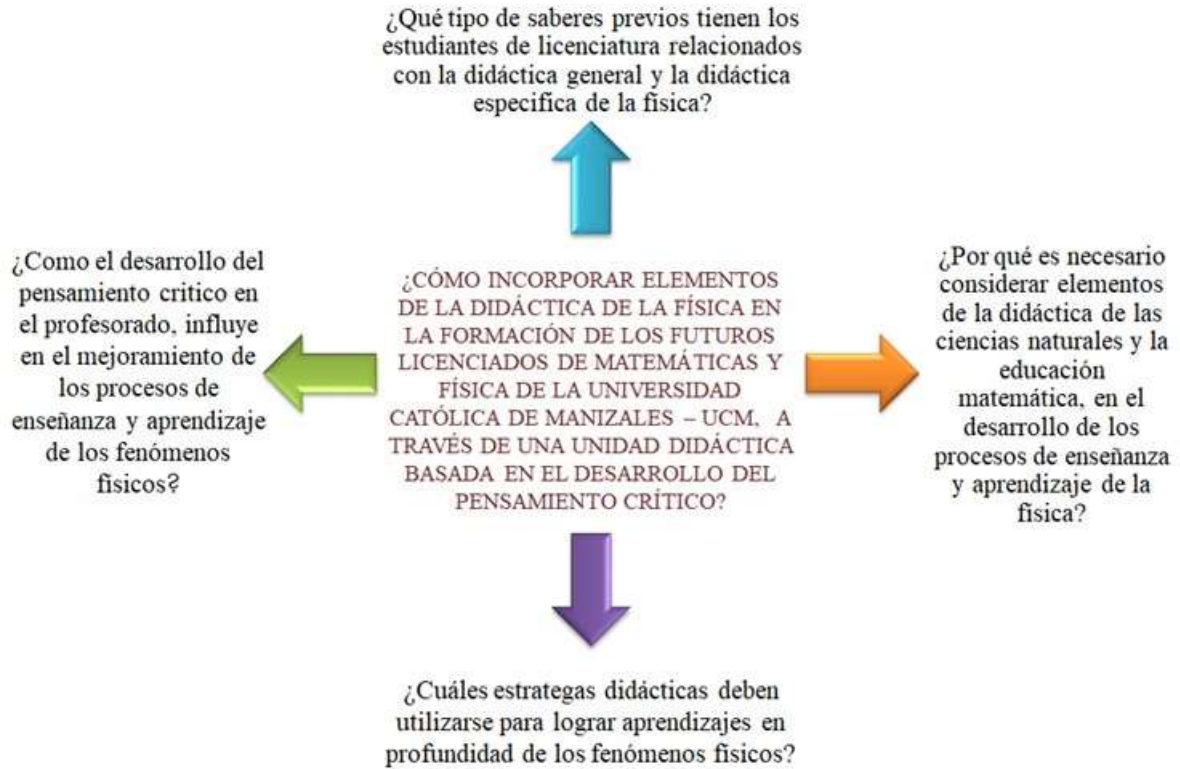 ¿Qué tipo de saberes previos tienen los
estudiantes de licenciatura relacionados
con la didáctica general y la didáctica
especifica de la física?
¿Como el desarrollo del
pensamiento critico en
el profesorado, influye
en el mejoramiento de
los procesos de
enseñanza y aprendizaje
de los fenómenos
físicos?
¿CÓMO INCORPORAR ELEMENTOS
DE LA DIDÁCTICA DE LA FÍSICA EN
LA FORMACIÓN DE LOS FUTUROS
LICENCIADOS DE MATEMÁTICAS Y
FÍSICA DE LA UNIVERSIDAD
CATÓLICA DE MANIZALES – UCM, A
TRAVÉS DE UNA UNIDAD DIDÁCTICA
BASADA EN EL DESARROLLO DEL
PENSAMIENTO CRÍTICO?
¿Por qué es necesario
considerar elementos
de la didáctica de las
ciencias naturales y la
educación
matemática, en el
desarrollo de los
procesos de enseñanza
y aprendizaje de la
física?
¿Cuáles estrategas didácticas deben
utilizarse para lograr aprendizajes en
profundidad de los fenómenos físicos?